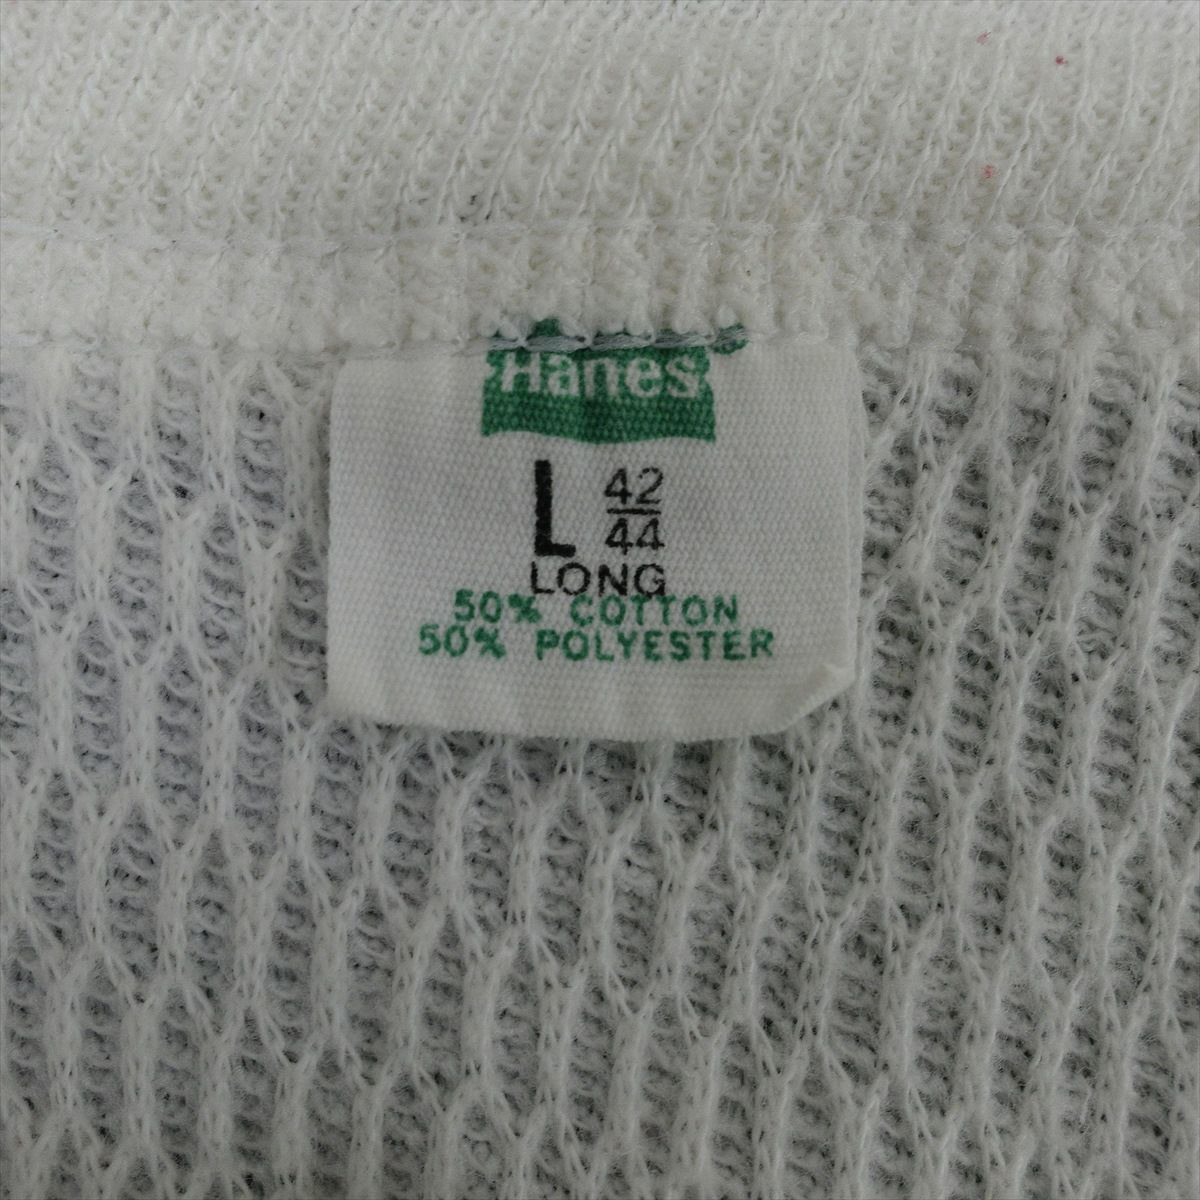 Hanes
L 42/44
LONG
50% COTTON
50% POLYESTER